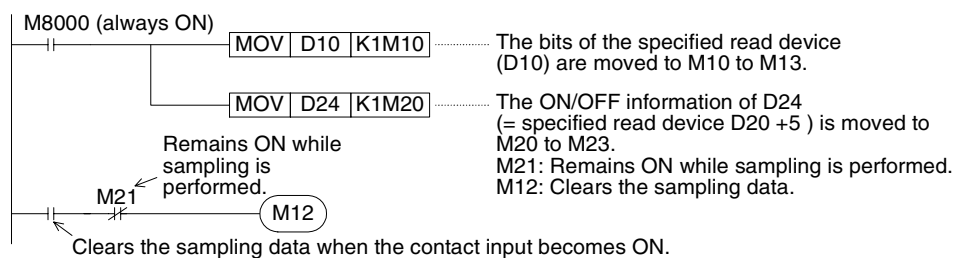 M8000 (always ON)
MOV D10 K1M10
The bits of the specified read device
(D10) are moved to M10 to M13.
MOV D24 K1M20
The ON/OFF information of D24
(= specified read device D20 +5 ) is moved to
M20 to M23.
M21: Remains ON while sampling is performed.
M12: Clears the sampling data.
Remains ON while
sampling is
performed.
M21
M12
Clears the sampling data when the contact input becomes ON.